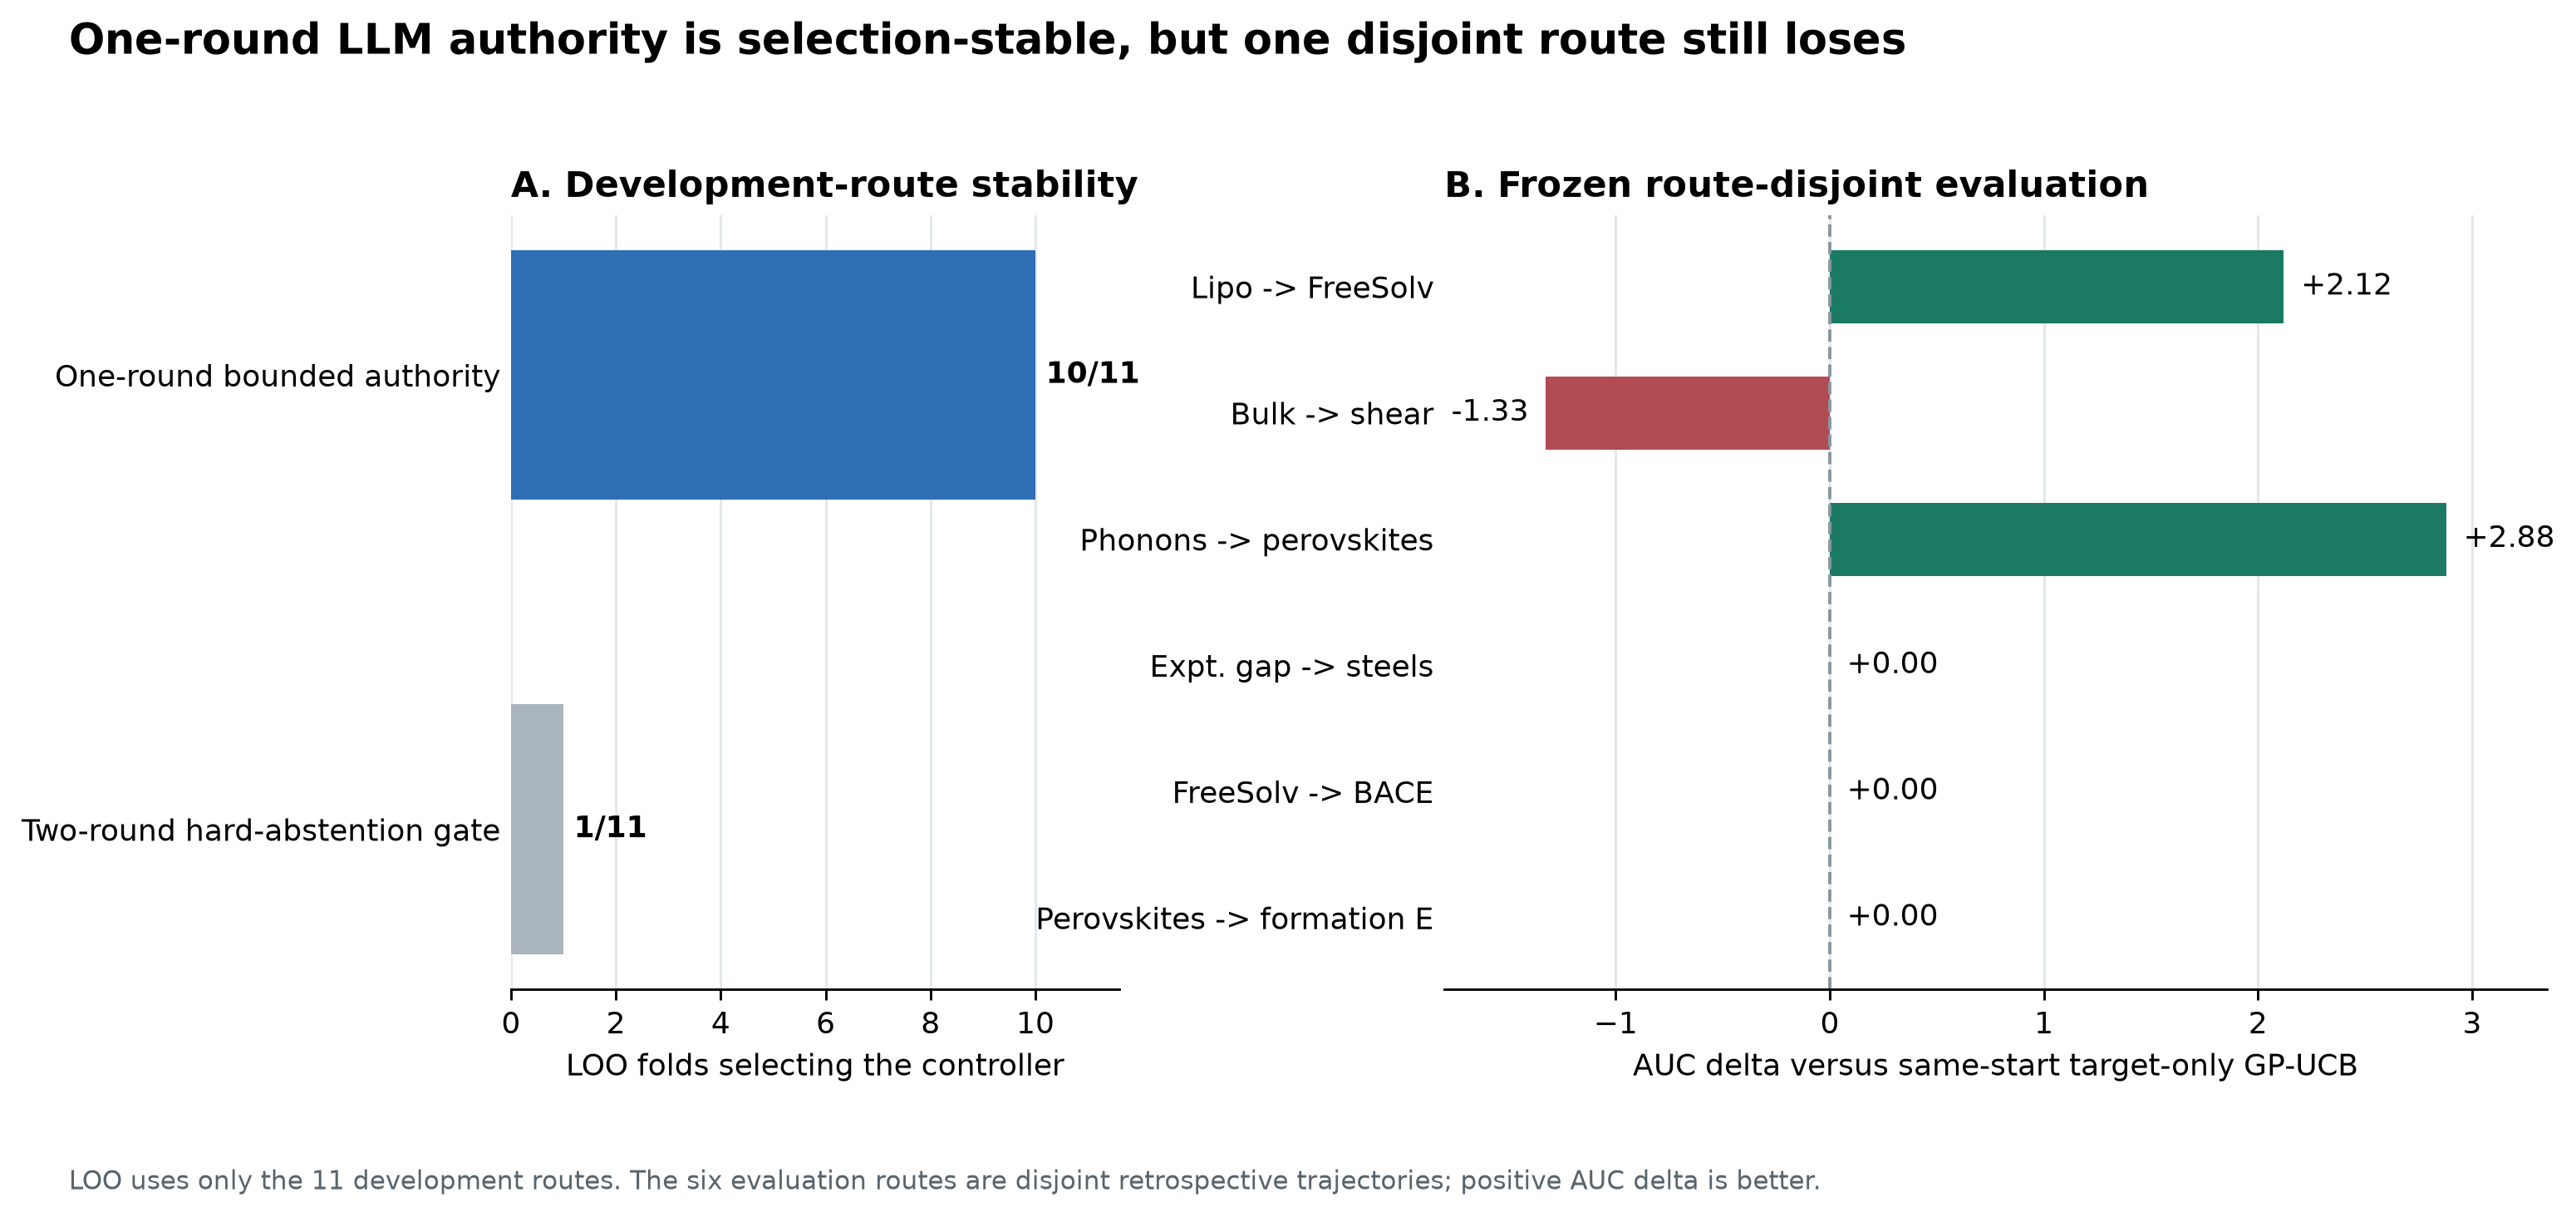 One-round LLM authority is selection-stable, but one disjoint route still loses
A. Development-route stability
One-round bounded authority
10/11
Two-round hard-abstention gate
1/11
0 2 4 6 8 10
LOO folds selecting the controller
B. Frozen route-disjoint evaluation
Lipo -> FreeSolv
+2.12
Bulk -> shear
-1.33
Phonons -> perovskites
+2.88
Expt. gap -> steels
+0.00
FreeSolv -> BACE
+0.00
Perovskites -> formation E
+0.00
−1 0 1 2 3
AUC delta versus same-start target-only GP-UCB
LOO uses only the 11 development routes. The six evaluation routes are disjoint retrospective trajectories; positive AUC delta is better.